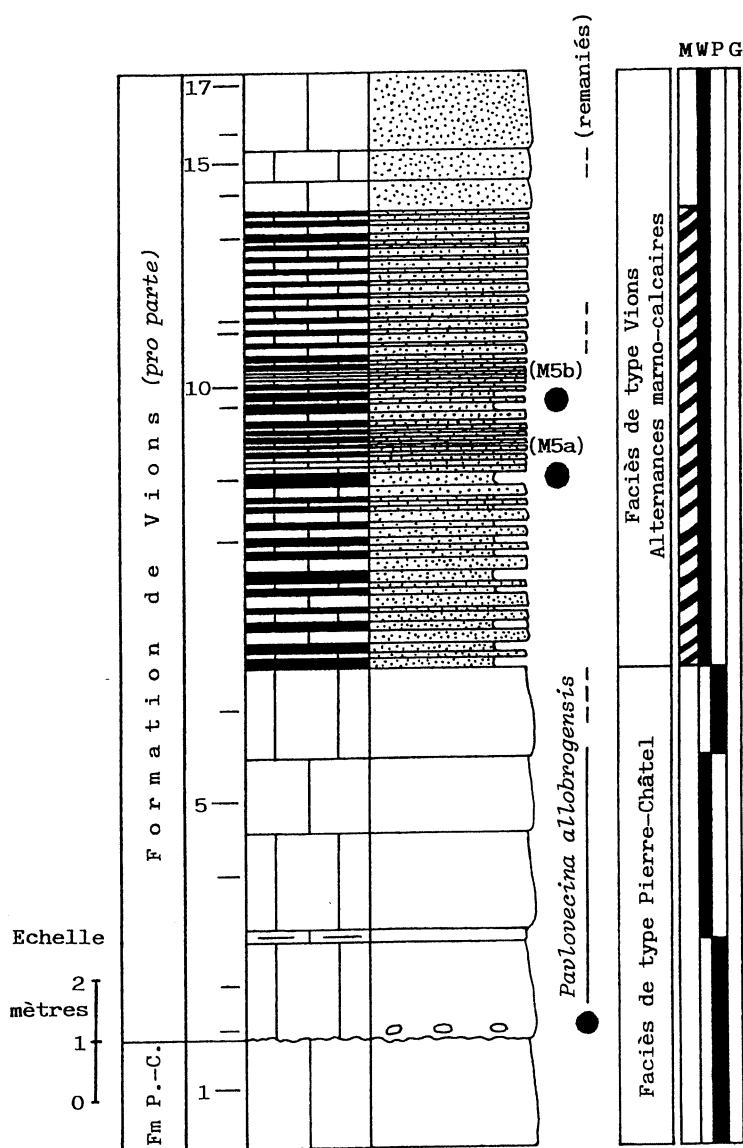 M W P G
(remaniés)
17
15
10
5
1
Formation de Vions (pro parte)
Fm P.-C.
(M5b)
(M5a)
Pavlovecina allobrogensis
Faciès de type Vions
Alternances marno-calcaires
Faciès de type Pierre-Châtel
Echelle
2
mètres
1
0